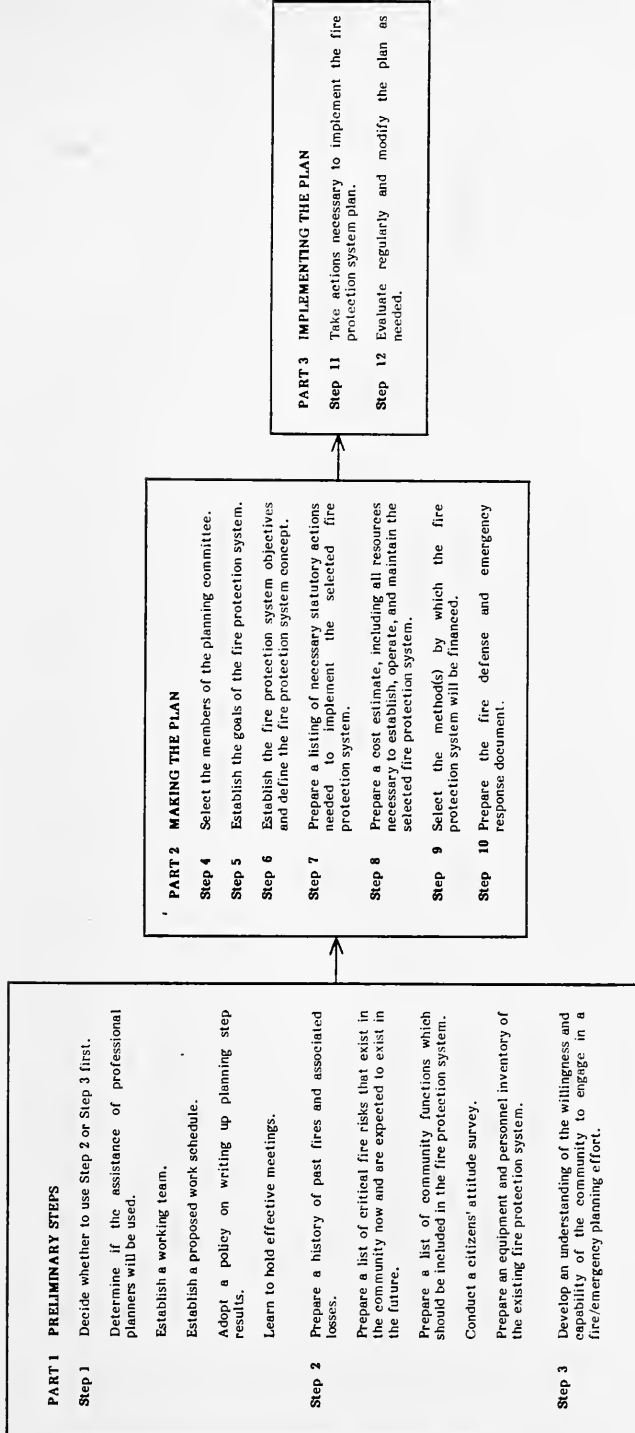 PART 1 PRELIMINARY STEPS
Step 1 Decide whether to use Step 2 or Step 3 first.
Determine if the assistance of professional
planners will be used.
Establish a working team.
Establish a proposed work schedule.
Adopt a policy on writing up planning step
results.
Learn to hold effective meetings.
Step 2 Prepare a history of past fires and associated
losses.
Prepare a list of critical fire risks that exist in
the community now and are expected to exist in
the future.
Prepare a list of community functions which
should be included in the fire protection system.
Conduct a citizens' attitude survey.
Prepare an equipment and personnel inventory of
the existing fire protection system.
Step 3 Develop an understanding of the willingness and
capability of the community to engage in a
fire/emergency planning effort.
PART 2 MAKING THE PLAN
Step 4 Select the members of the planning committee.
Step 5 Establish the goals of the fire protection system.
Step 6 Establish the fire protection system objectives
and define the fire protection system concept.
Step 7 Prepare a listing of necessary statutory actions
needed to implement the selected fire
protection system.
Step 8 Prepare a cost estimate, including all resources
necessary to establish, operate, and maintain the
selected fire protection system.
Step 9 Select the method(s) by which the fire
protection system will be financed.
Step 10 Prepare the fire defense and emergency
response document.
PART 3 IMPLEMENTING THE PLAN
Step 11 Take actions necessary to implement the fire
protection system plan.
Step 12 Evaluate regularly and modify the plan as
needed.